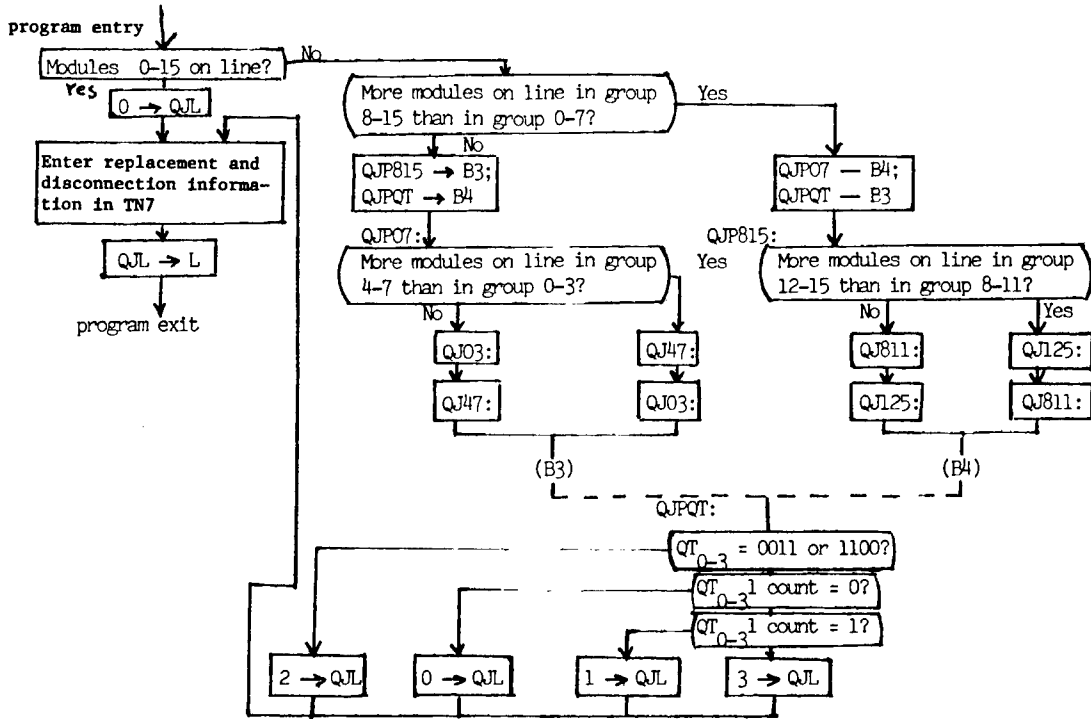 program entry
Modules 0-15 on line?
No
Yes
0 → QJL
Enter replacement and
disconnection informa-
tion in TN7
QJL → L
program exit
More modules on line in group
8-15 than in group 0-7?
Yes
No
QJP815 → B3;
QJPQT → B4
QJPO7 — B4;
QJPQT — B3
QJPO7:
More modules on line in group
4-7 than in group 0-3?
Yes
No
QJ03:
QJ47:
QJ47:
QJ03:
QJP815:
More modules on line in group
12-15 than in group 8-11?
No
Yes
QJ811:
QJ125:
QJ125:
QJ811:
(B3)
(B4)
QJPQT:
QT0-3 = 0011 or 1100?
QT0-3 1 count = 0?
QT0-3 1 count = 1?
2 → QJL
0 → QJL
1 → QJL
3 → QJL